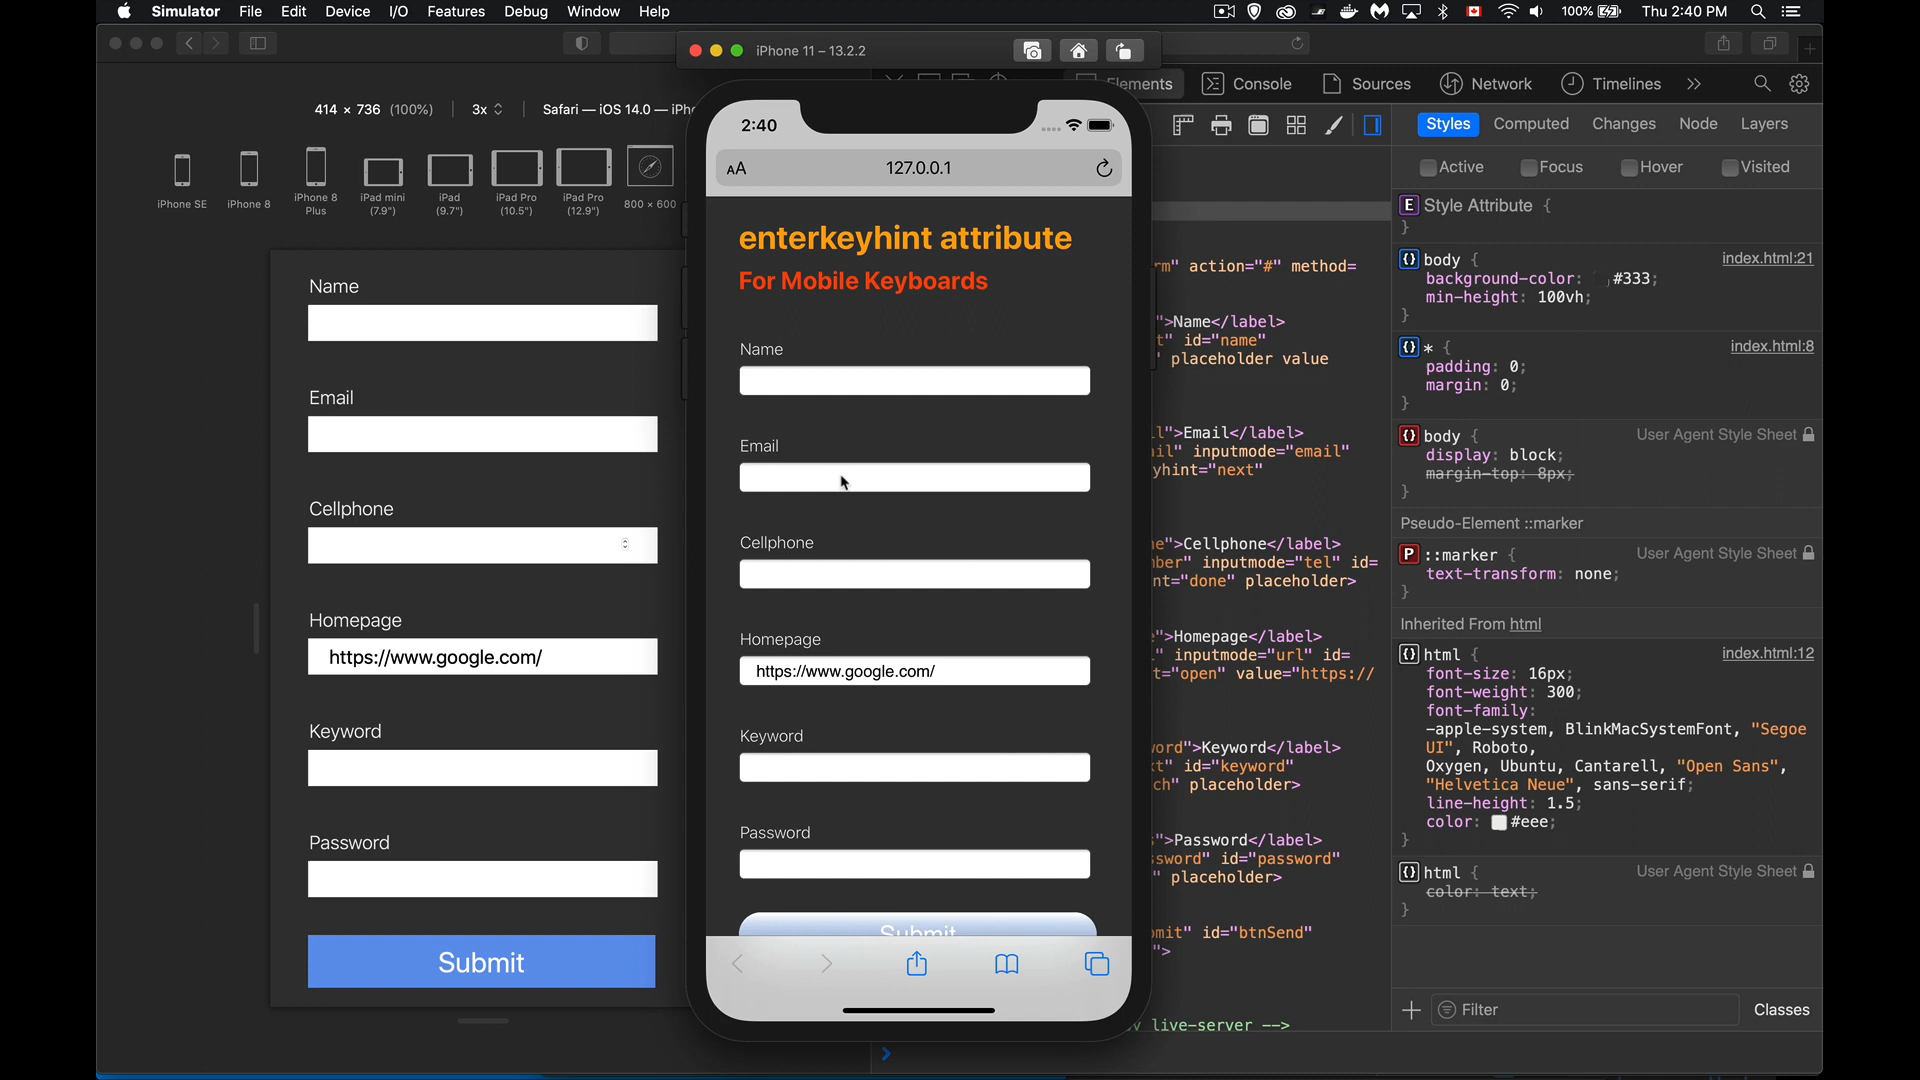 Simulator File Edit Device I/O Features Debug Window Help 100% Thu 2:40 PM
iPhone 11 – 13.2.2
Elements Console Sources Network Timelines
414 × 736 (100%) 3x Safari — iOS 14.0 — iPh
iPhone SE
iPhone 8
iPhone 8 Plus
iPad mini (7.9")
iPad (9.7")
iPad Pro (10.5")
iPad Pro (12.9")
800 × 600
Name
Email
Cellphone
Homepage
https://www.google.com/
Keyword
Password
Submit
2:40
AA 127.0.0.1
enterkeyhint attribute
For Mobile Keyboards
Name
Email
Cellphone
Homepage
https://www.google.com/
Keyword
Password
Submit
rm" action="#" method=
">Name</label>
t" id="name"
" placeholder value
l">Email</label>
ail" inputmode="email"
yhint="next"
ne">Cellphone</label>
ber" inputmode="tel" id=
nt="done" placeholder>
e">Homepage</label>
l" inputmode="url" id=
t="open" value="https://
word">Keyword</label>
xt" id="keyword"
ch" placeholder>
s">Password</label>
ssword" id="password"
" placeholder>
mit" id="btnSend"
">
y live-server -->
Styles Computed Changes Node Layers
Active Focus Hover Visited
E Style Attribute {
}
body { index.html:21
background-color: #333;
min-height: 100vh;
}
* { index.html:8
padding: 0;
margin: 0;
}
body { User Agent Style Sheet
display: block;
margin-top: 8px;
}
Pseudo-Element ::marker
P ::marker { User Agent Style Sheet
text-transform: none;
}
Inherited From html
html { index.html:12
font-size: 16px;
font-weight: 300;
font-family:
-apple-system, BlinkMacSystemFont, "Segoe
UI", Roboto,
Oxygen, Ubuntu, Cantarell, "Open Sans",
"Helvetica Neue", sans-serif;
line-height: 1.5;
color: #eee;
}
html { User Agent Style Sheet
color: text;
}
Filter Classes